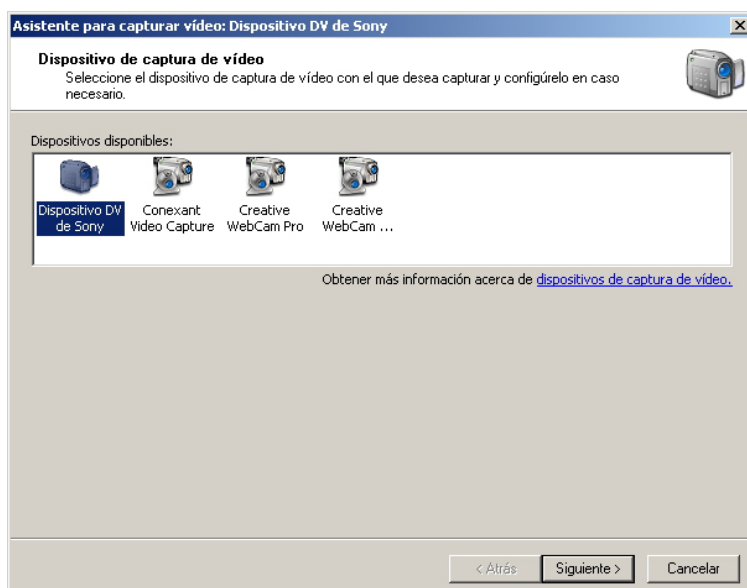 Asistente para capturar vídeo: Dispositivo DV de Sony
Dispositivo de captura de vídeo
Seleccione el dispositivo de captura de vídeo con el que desea capturar y configúrelo en caso
necesario.
Dispositivos disponibles:
Dispositivo DV
de Sony
Conexant
Video Capture
Creative
WebCam Pro
Creative
WebCam ...
Obtener más información acerca de dispositivos de captura de vídeo.
< Atrás
Siguiente >
Cancelar